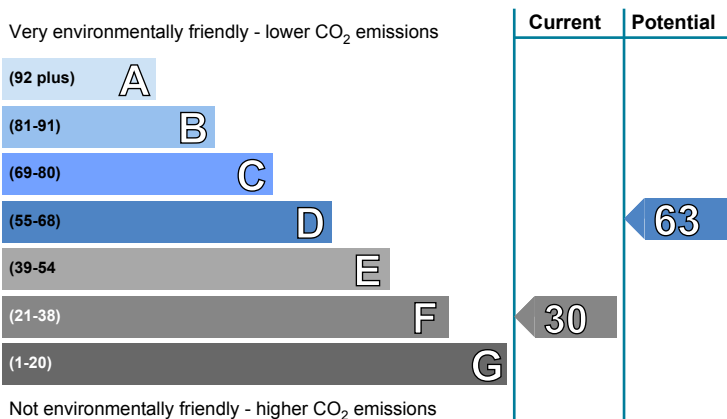 Very environmentally friendly - lower CO2 emissions
Current
Potential
(92 plus) A
(81-91) B
(69-80) C
(55-68) D
63
(39-54 E
(21-38) F
30
(1-20) G
Not environmentally friendly - higher CO2 emissions